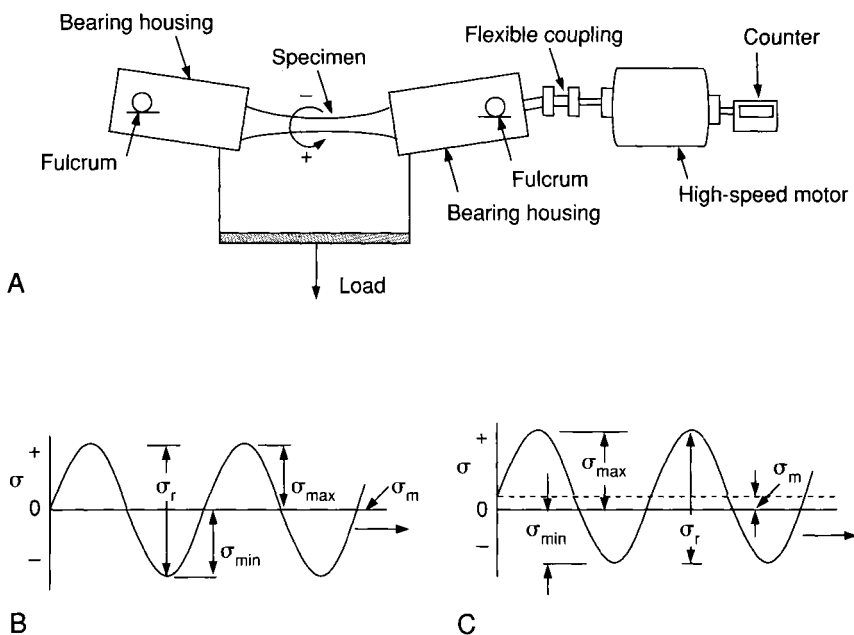 Bearing housing
Specimen
Flexible coupling
Counter
−
+
Fulcrum
Fulcrum
Bearing housing
High-speed motor
Load
A
+
σ
0
−
σr
σmax
σmin
σm
B
+
σ
0
−
σmax
σmin
σr
σm
C